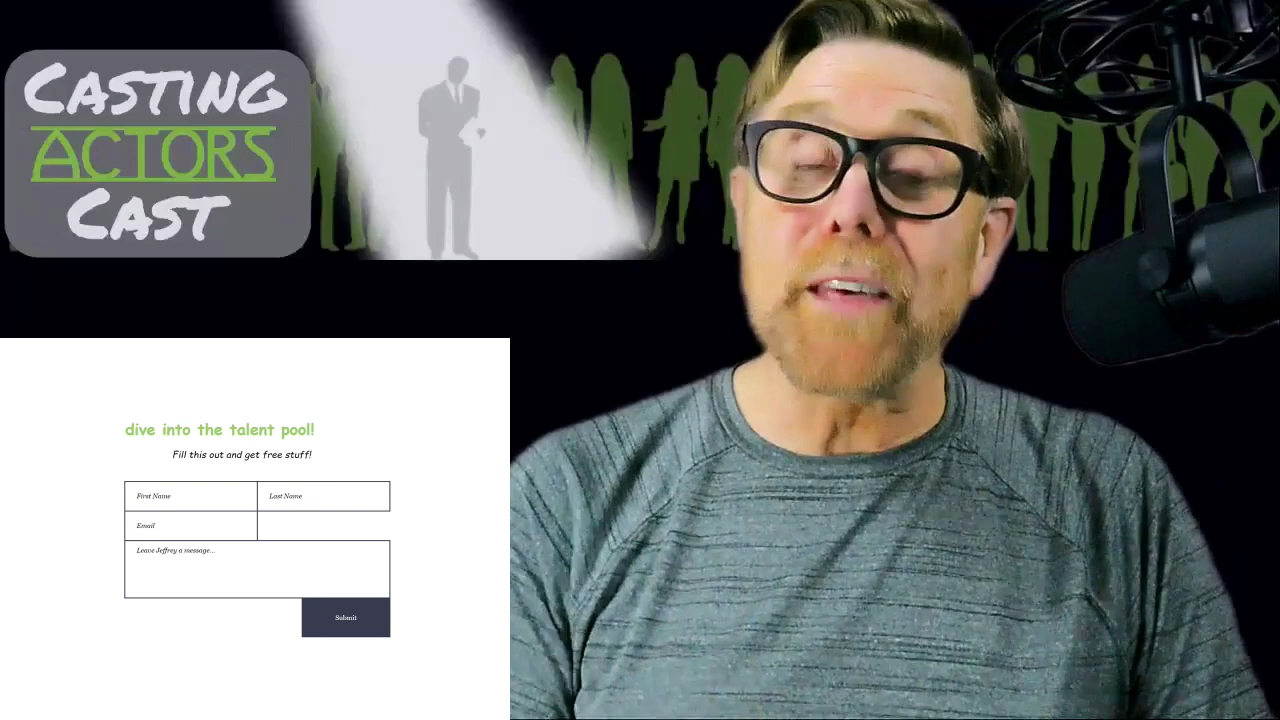 CASTING
ACTORS
CAST
dive into the talent pool!
Fill this out and get free stuff!
First Name
Last Name
Email
Leave Jeffrey a message...
Submit